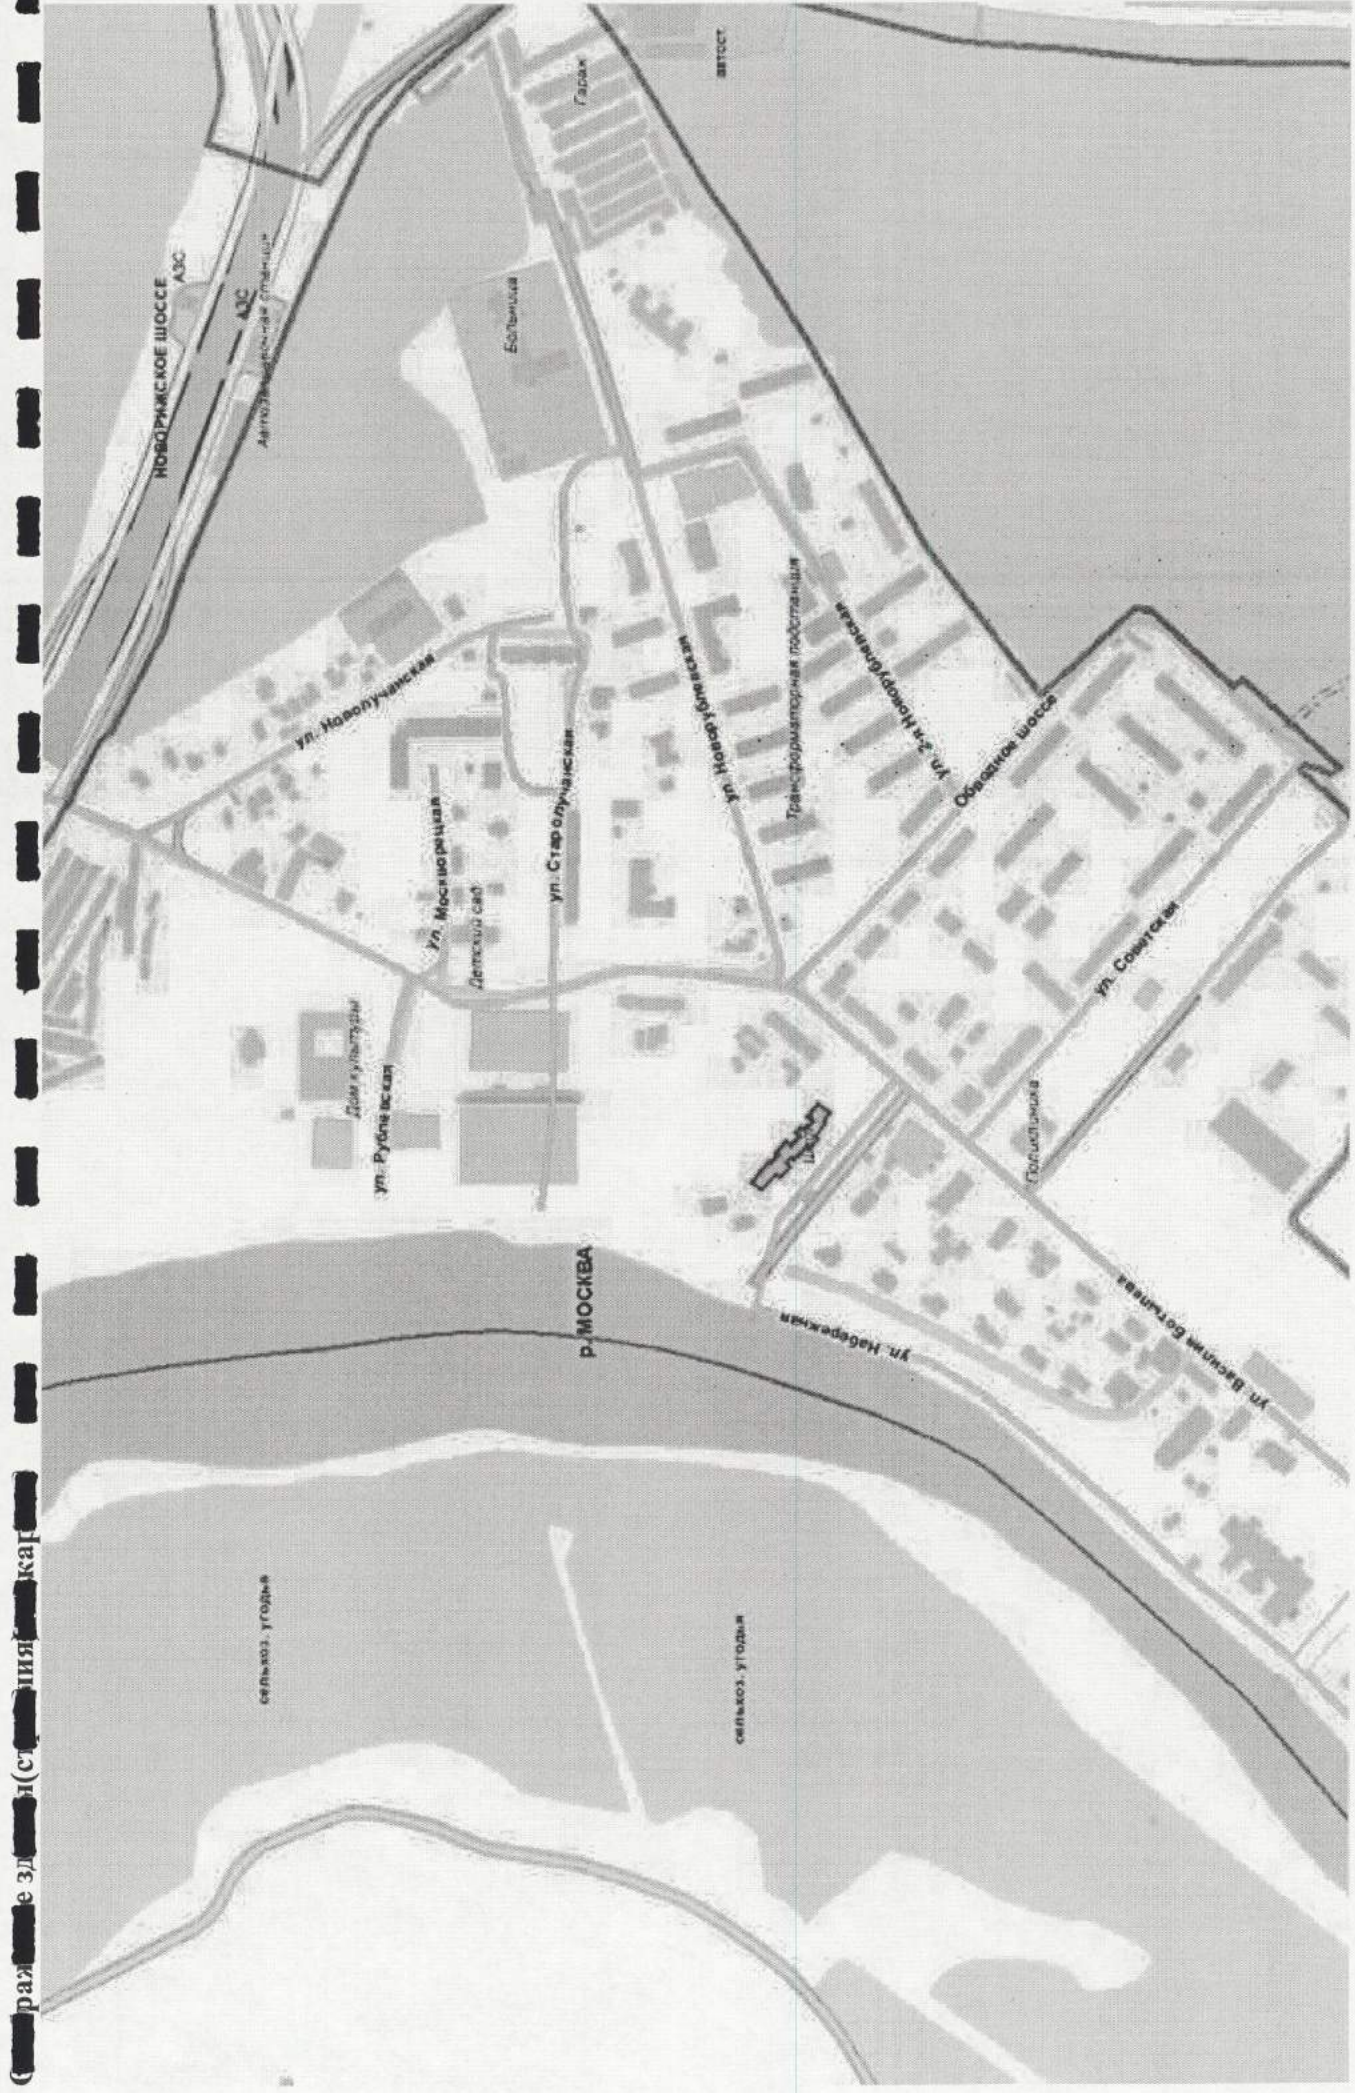 НОВОРИЖСКОЕ ШОССЕ
АЗС
АЗС
Автозаправочная станция
Гараж
автост.
Больница
ул. Новолучанская
ул. Москворецкая
Детский сад
ул. Старолучанская
ул. Новорублевская
Трансформаторная подстанция
ул. 2-я Новорублевская
Обводное шоссе
ул. Советская
Дом культуры
ул. Рублевская
Поликлиника
р. МОСКВА
ул. Набережная
ул. Василия Ботылева
сельхоз. угодья
сельхоз. угодья